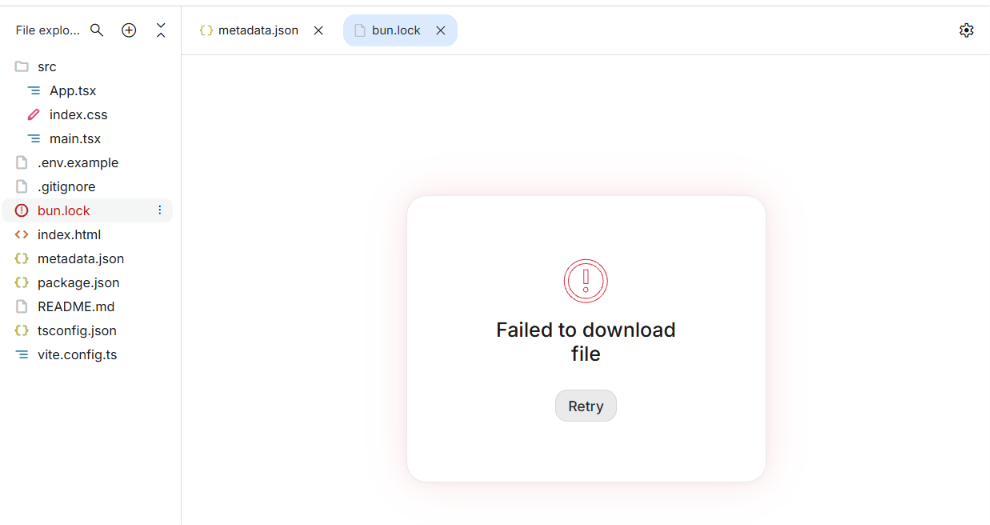 File explo...
metadata.json
bun.lock
src
App.tsx
index.css
main.tsx
.env.example
.gitignore
bun.lock
index.html
metadata.json
package.json
README.md
tsconfig.json
vite.config.ts
Failed to download
file
Retry